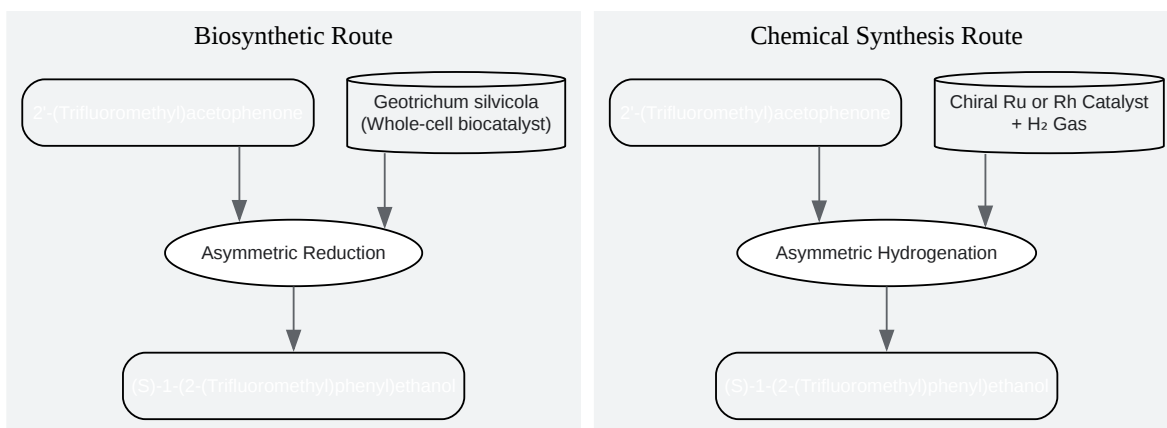 Biosynthetic Route
2'-(Trifluoromethyl)acetophenone
Geotrichum silvicola
(Whole-cell biocatalyst)
Asymmetric Reduction
(S)-1-(2-(Trifluoromethyl)phenyl)ethanol
Chemical Synthesis Route
2'-(Trifluoromethyl)acetophenone
Chiral Ru or Rh Catalyst
+ H₂ Gas
Asymmetric Hydrogenation
(S)-1-(2-(Trifluoromethyl)phenyl)ethanol